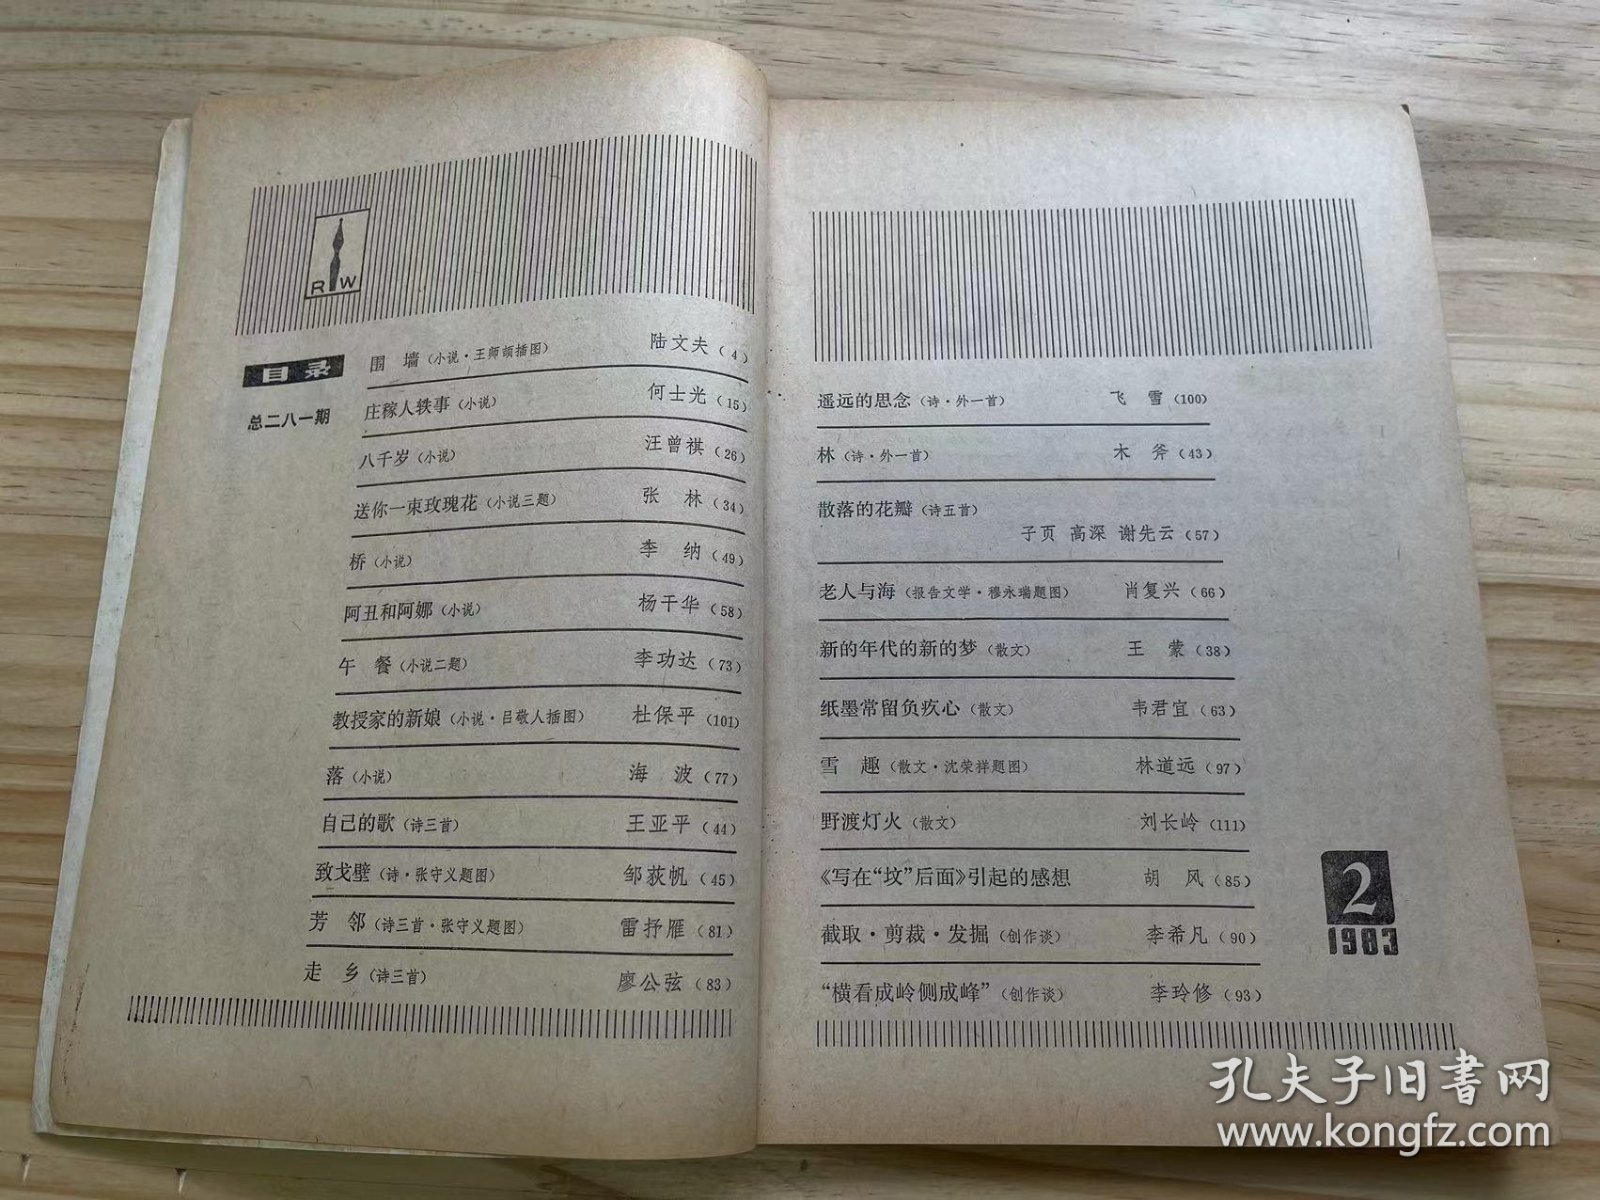 RW
目录
总二八一期
围 墙(小说·王师颉插图) 陆文夫(4)
庄稼人轶事(小说) 何士光(15)
八千岁(小说) 汪曾祺(26)
送你一束玫瑰花(小说三题) 张 林(34)
桥(小说) 李 纳(49)
阿丑和阿娜(小说) 杨干华(58)
午 餐(小说二题) 李功达(73)
教授家的新娘(小说·吕敬人插图) 杜保平(101)
落(小说) 海 波(77)
自己的歌(诗三首) 王亚平(44)
致戈壁(诗·张守义题图) 邹荻帆(45)
芳 邻(诗三首·张守义题图) 雷抒雁(81)
走 乡(诗三首) 廖公弦(83)
遥远的思念(诗·外一首) 飞 雪(100)
林(诗·外一首) 木 斧(43)
散落的花瓣(诗五首)
子页 高深 谢先云(57)
老人与海(报告文学·穆永瑞题图) 肖复兴(66)
新的年代的新的梦(散文) 王 蒙(38)
纸墨常留负疚心(散文) 韦君宜(63)
雪 趣(散文·沈荣祥题图) 林道远(97)
野渡灯火(散文) 刘长岭(111)
《写在“坟”后面》引起的感想 胡 风(85)
截取·剪裁·发掘(创作谈) 李希凡(90)
“横看成岭侧成峰”(创作谈) 李玲修(93)
2
1983
孔夫子旧书网
www.kongfz.com